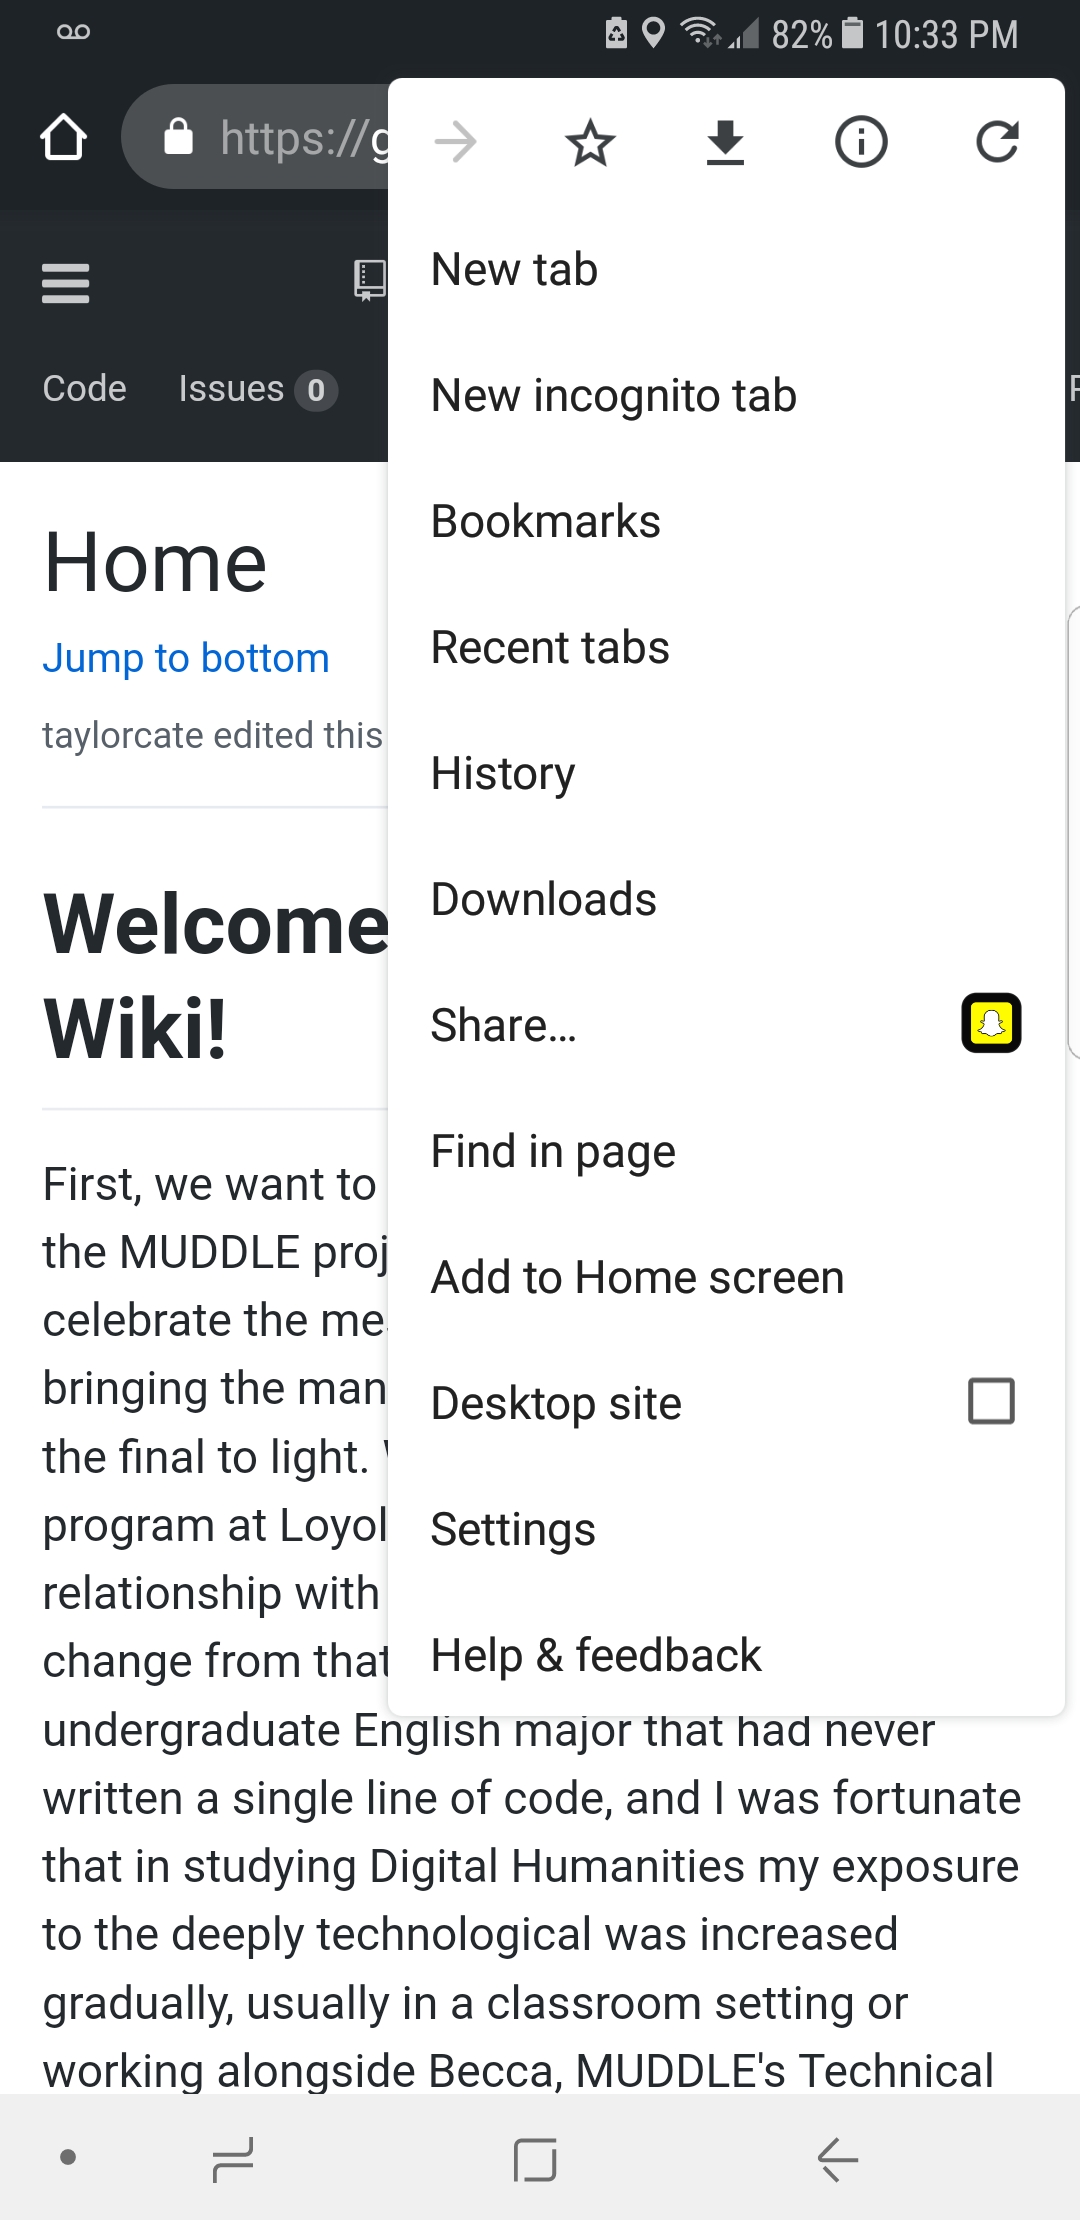 82% 10:33 PM
https://g
Code Issues 0
Home
Jump to bottom
taylorcate edited this
Welcome
Wiki!
First, we want to
the MUDDLE proj
celebrate the me
bringing the man
the final to light.
program at Loyol
relationship with
change from that
undergraduate English major that had never
written a single line of code, and I was fortunate
that in studying Digital Humanities my exposure
to the deeply technological was increased
gradually, usually in a classroom setting or
working alongside Becca, MUDDLE's Technical
New tab
New incognito tab
Bookmarks
Recent tabs
History
Downloads
Share...
Find in page
Add to Home screen
Desktop site
Settings
Help & feedback